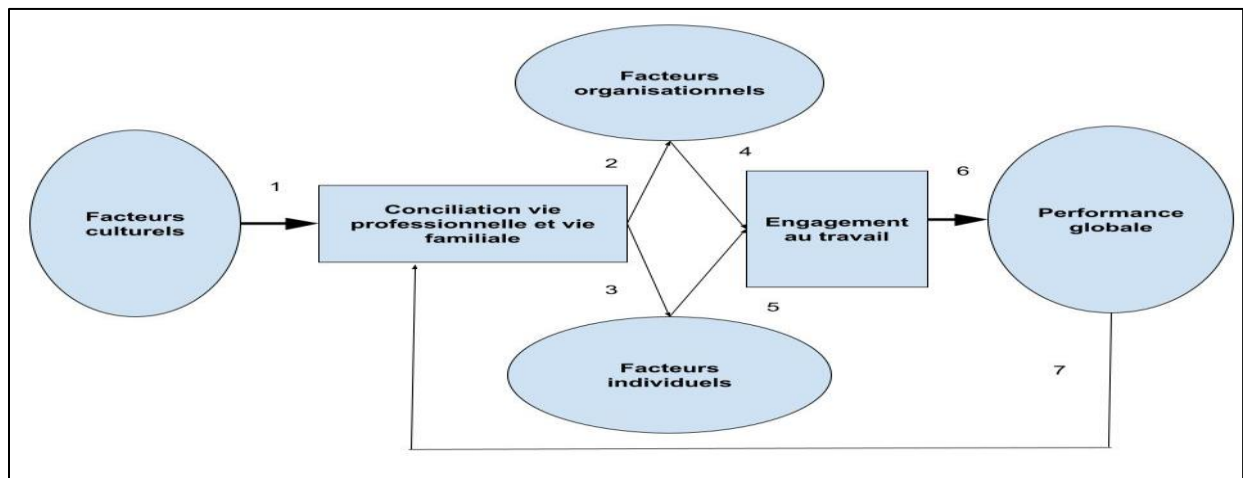 Facteurs
organisationnels
2
4
6
1
Conciliation vie
professionnelle et vie
familiale
Facteurs
culturels
Engagement
au travail
Performance
globale
3
5
Facteurs
individuels
7